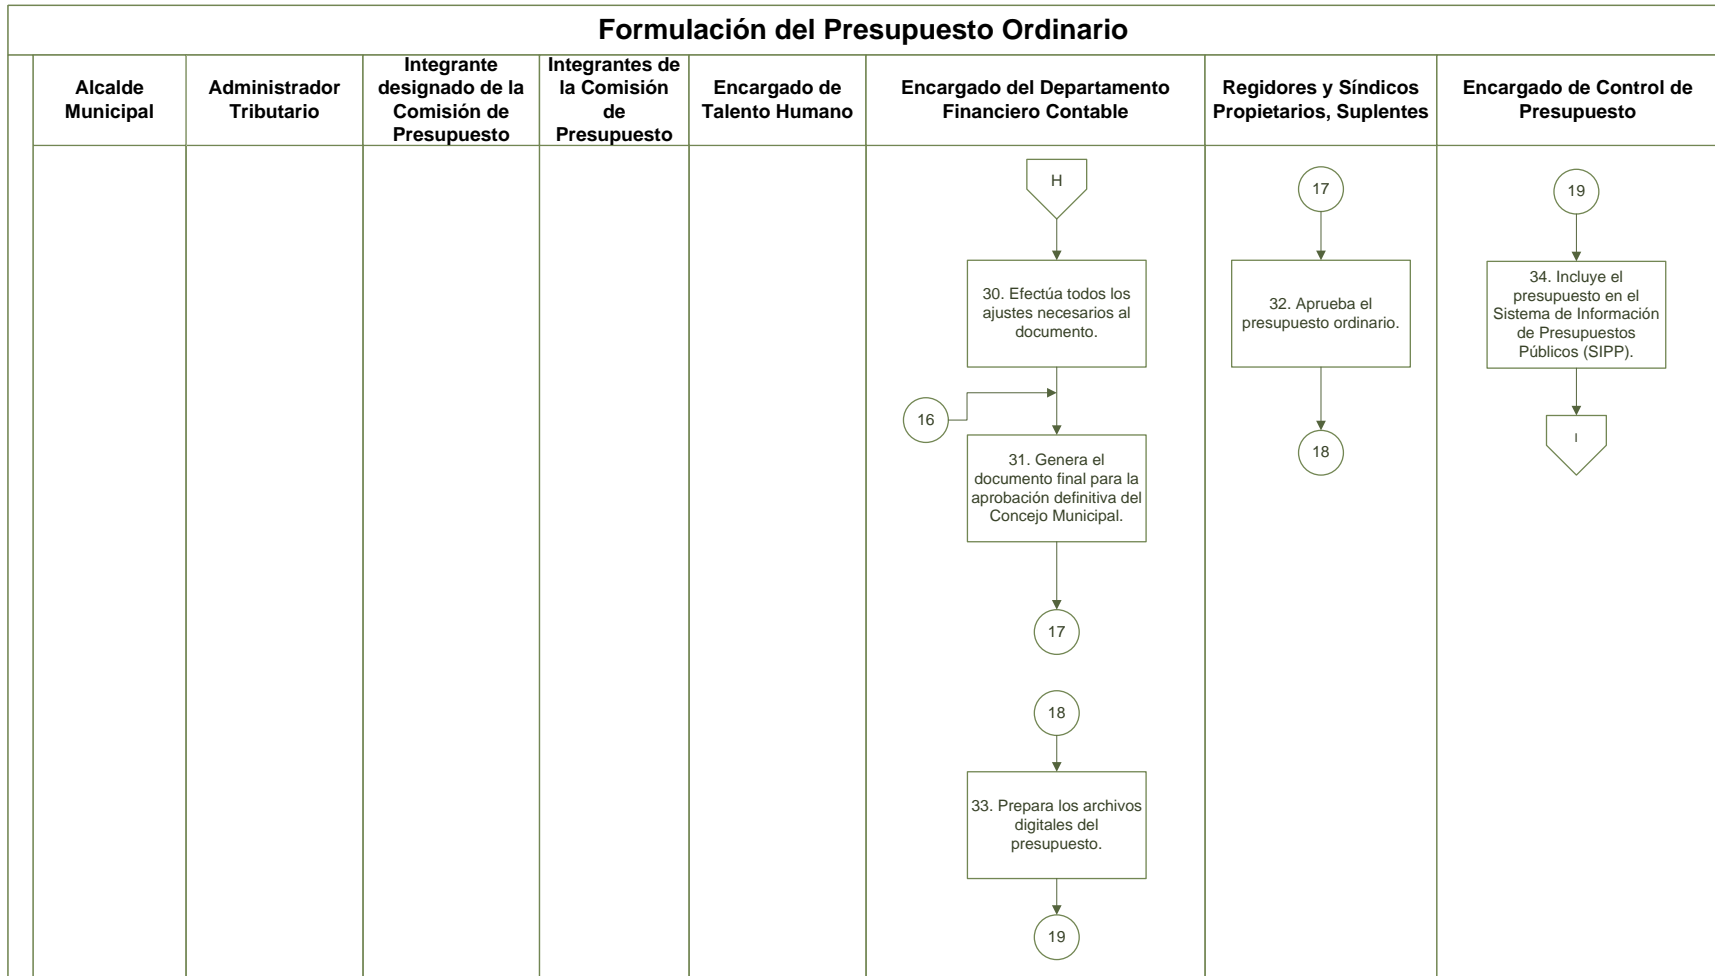 Formulación del Presupuesto Ordinario
Alcalde
Municipal
Administrador
Tributario
Integrante
designado de la
Comisión de
Presupuesto
Integrantes de
la Comisión
de
Presupuesto
Encargado de
Talento Humano
Encargado del Departamento
Financiero Contable
Regidores y Síndicos
Propietarios, Suplentes
Encargado de Control de
Presupuesto
H
30. Efectúa todos los
ajustes necesarios al
documento.
16
31. Genera el
documento final para la
aprobación definitiva del
Concejo Municipal.
17
18
33. Prepara los archivos
digitales del
presupuesto.
19
17
32. Aprueba el
presupuesto ordinario.
18
19
34. Incluye el
presupuesto en el
Sistema de Información
de Presupuestos
Públicos (SIPP).
I